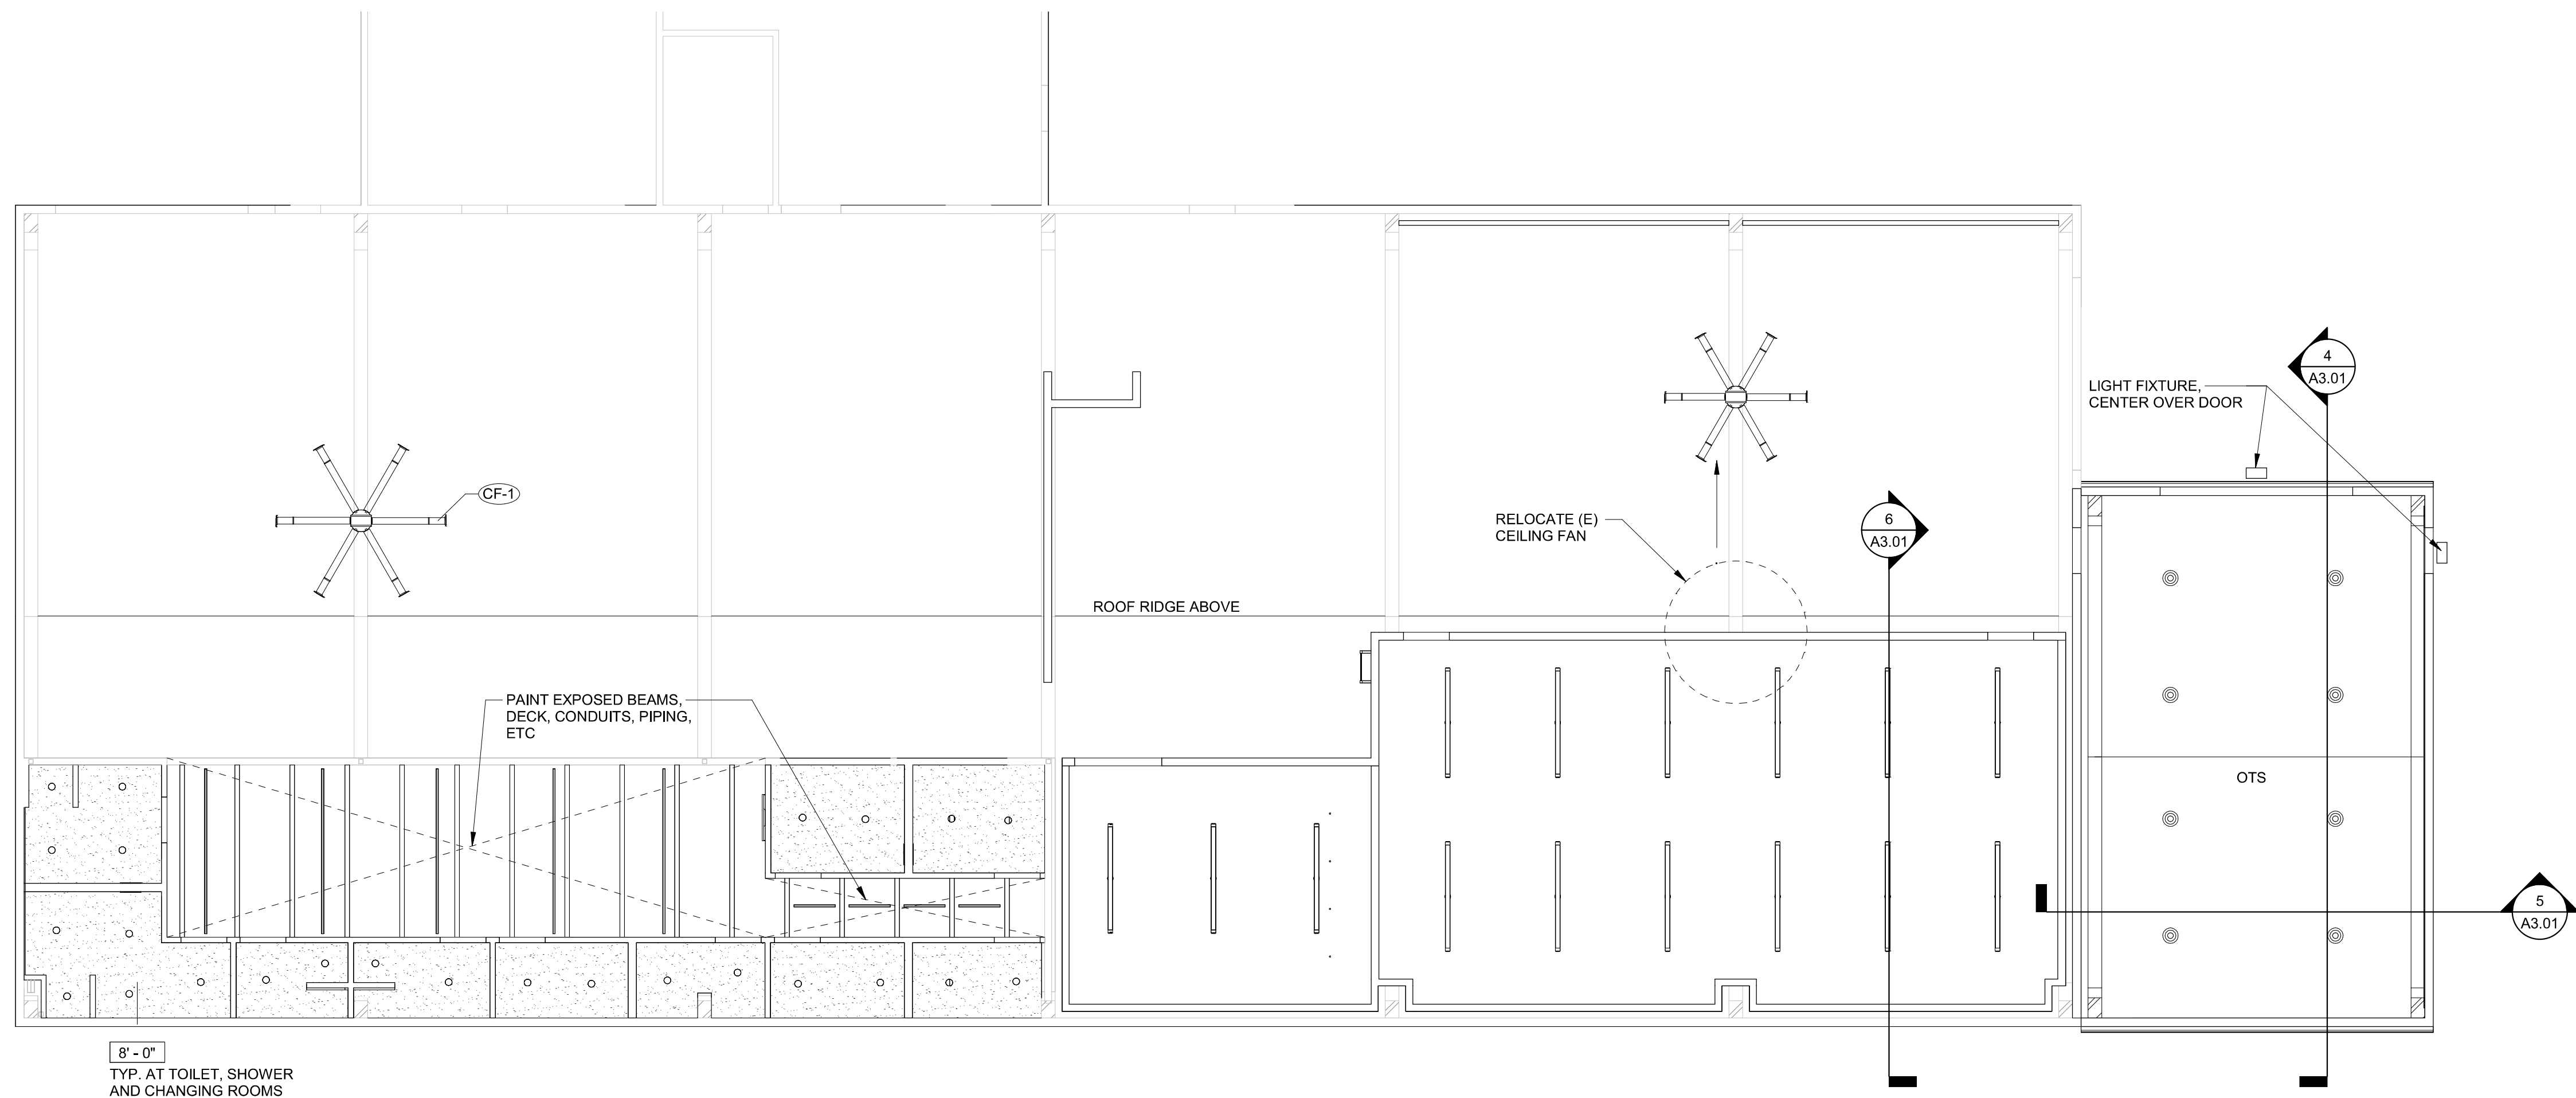 4
A3.01
LIGHT FIXTURE,
CENTER OVER DOOR
CF-1
RELOCATE (E)
CEILING FAN
6
A3.01
ROOF RIDGE ABOVE
PAINT EXPOSED BEAMS,
DECK, CONDUITS, PIPING,
ETC
OTS
5
A3.01
8' - 0"
TYP. AT TOILET, SHOWER
AND CHANGING ROOMS